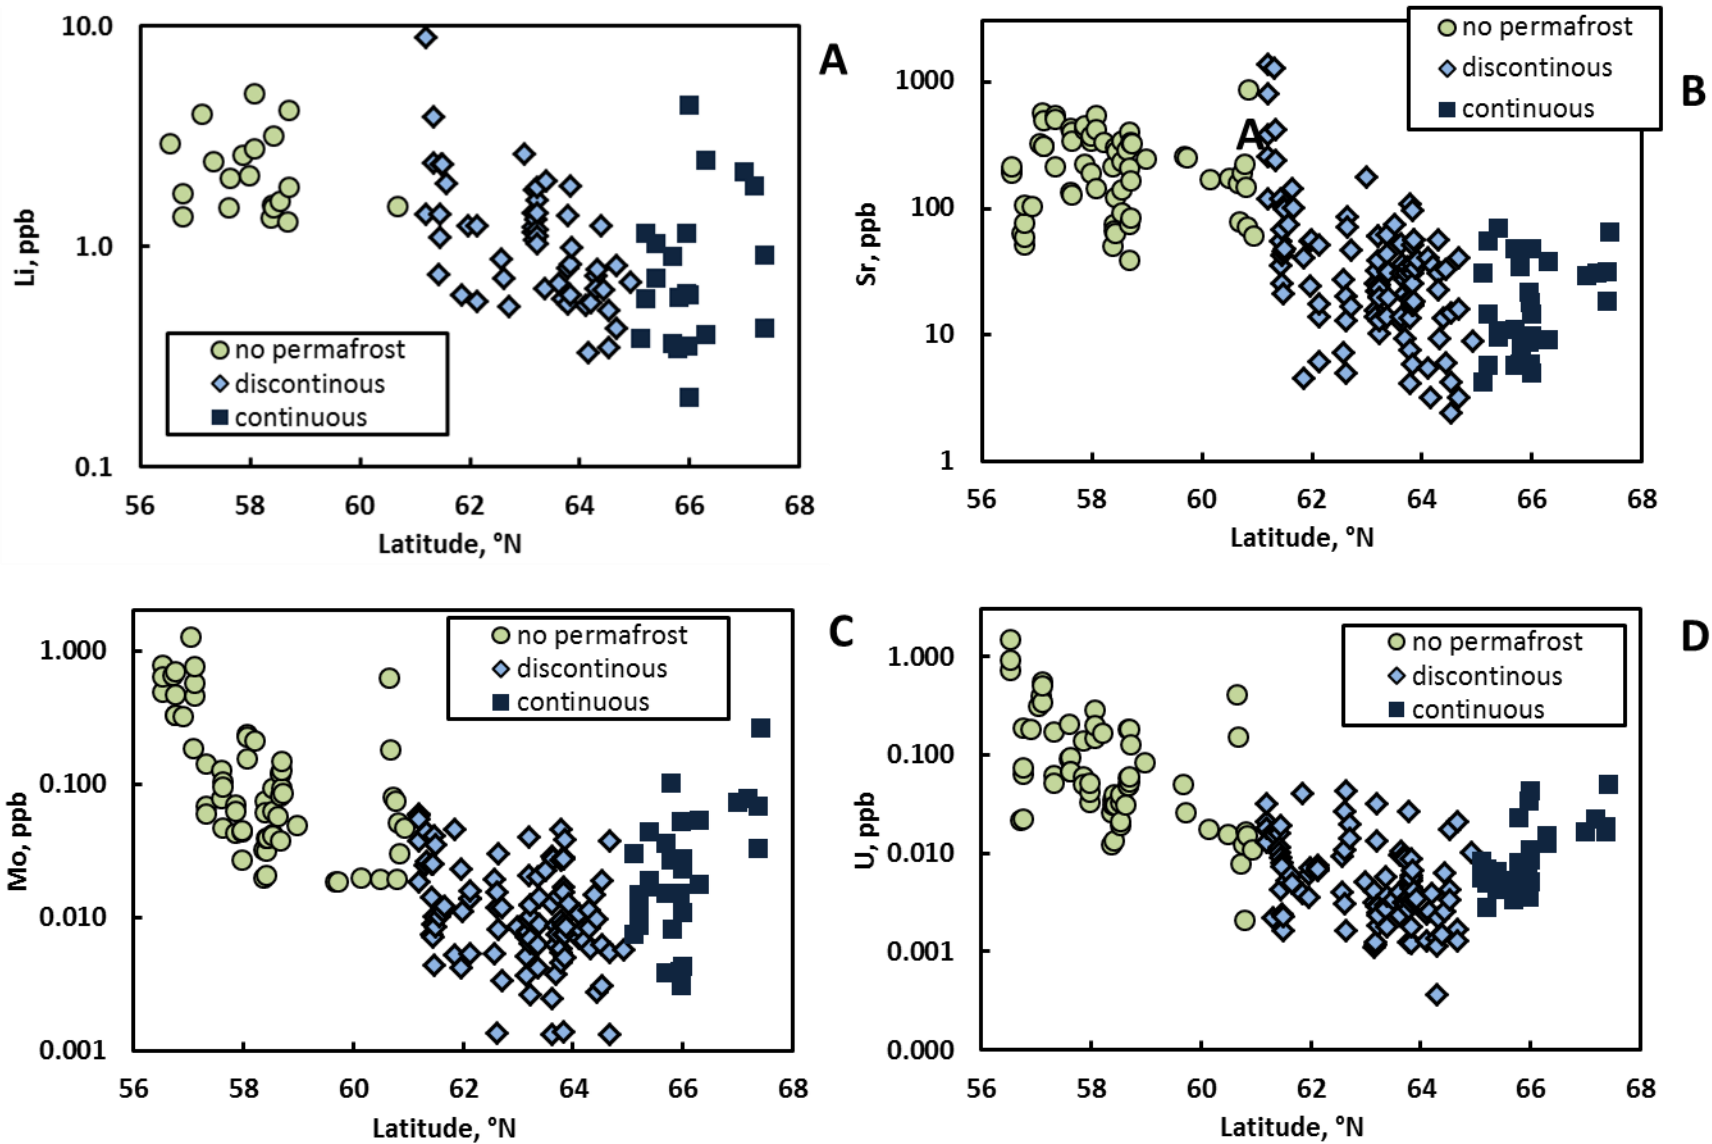 10.0
1.0
0.1
Li, ppb
no permafrost
discontinous
continuous
56 58 60 62 64 66 68
Latitude, °N
A
1000
100
10
1
Sr, ppb
A
no permafrost
discontinous
continuous
56 58 60 62 64 66 68
Latitude, °N
B
1.000
0.100
0.010
0.001
Mo, ppb
no permafrost
discontinous
continuous
56 58 60 62 64 66 68
Latitude, °N
C
1.000
0.100
0.010
0.001
0.000
U, ppb
no permafrost
discontinous
continuous
56 58 60 62 64 66 68
Latitude, °N
D